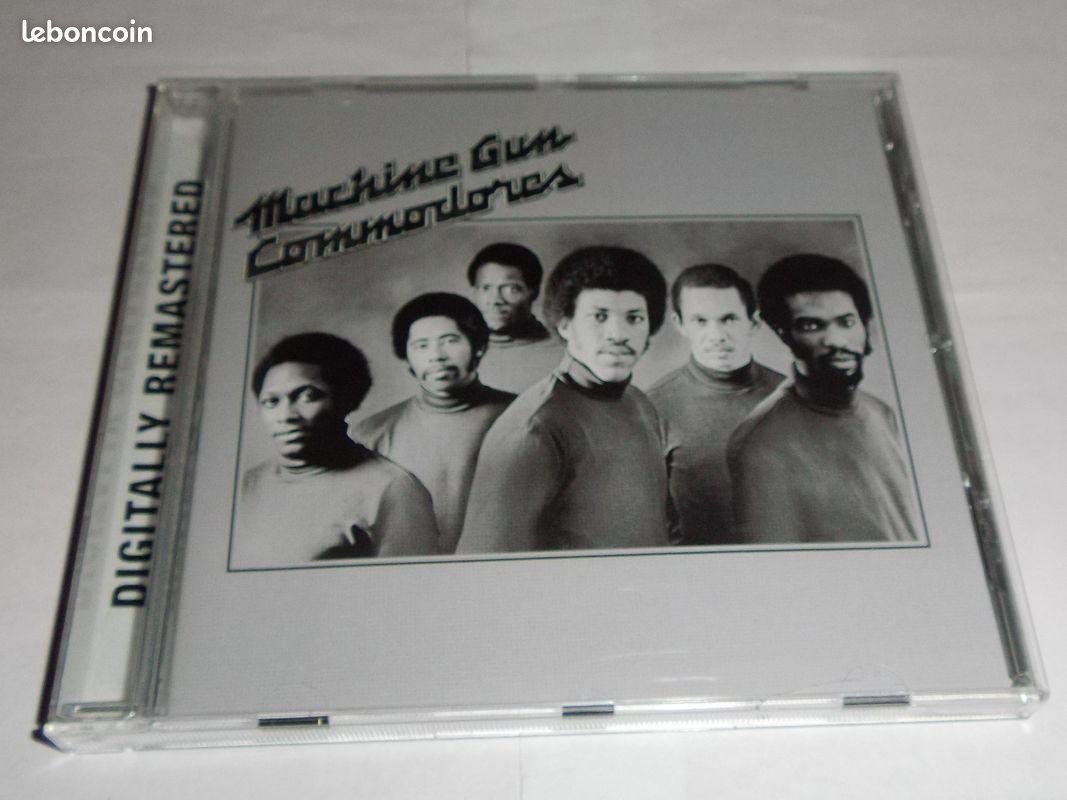 leboncoin
Machine Gun
Commodores
DIGITALLY REMASTERED